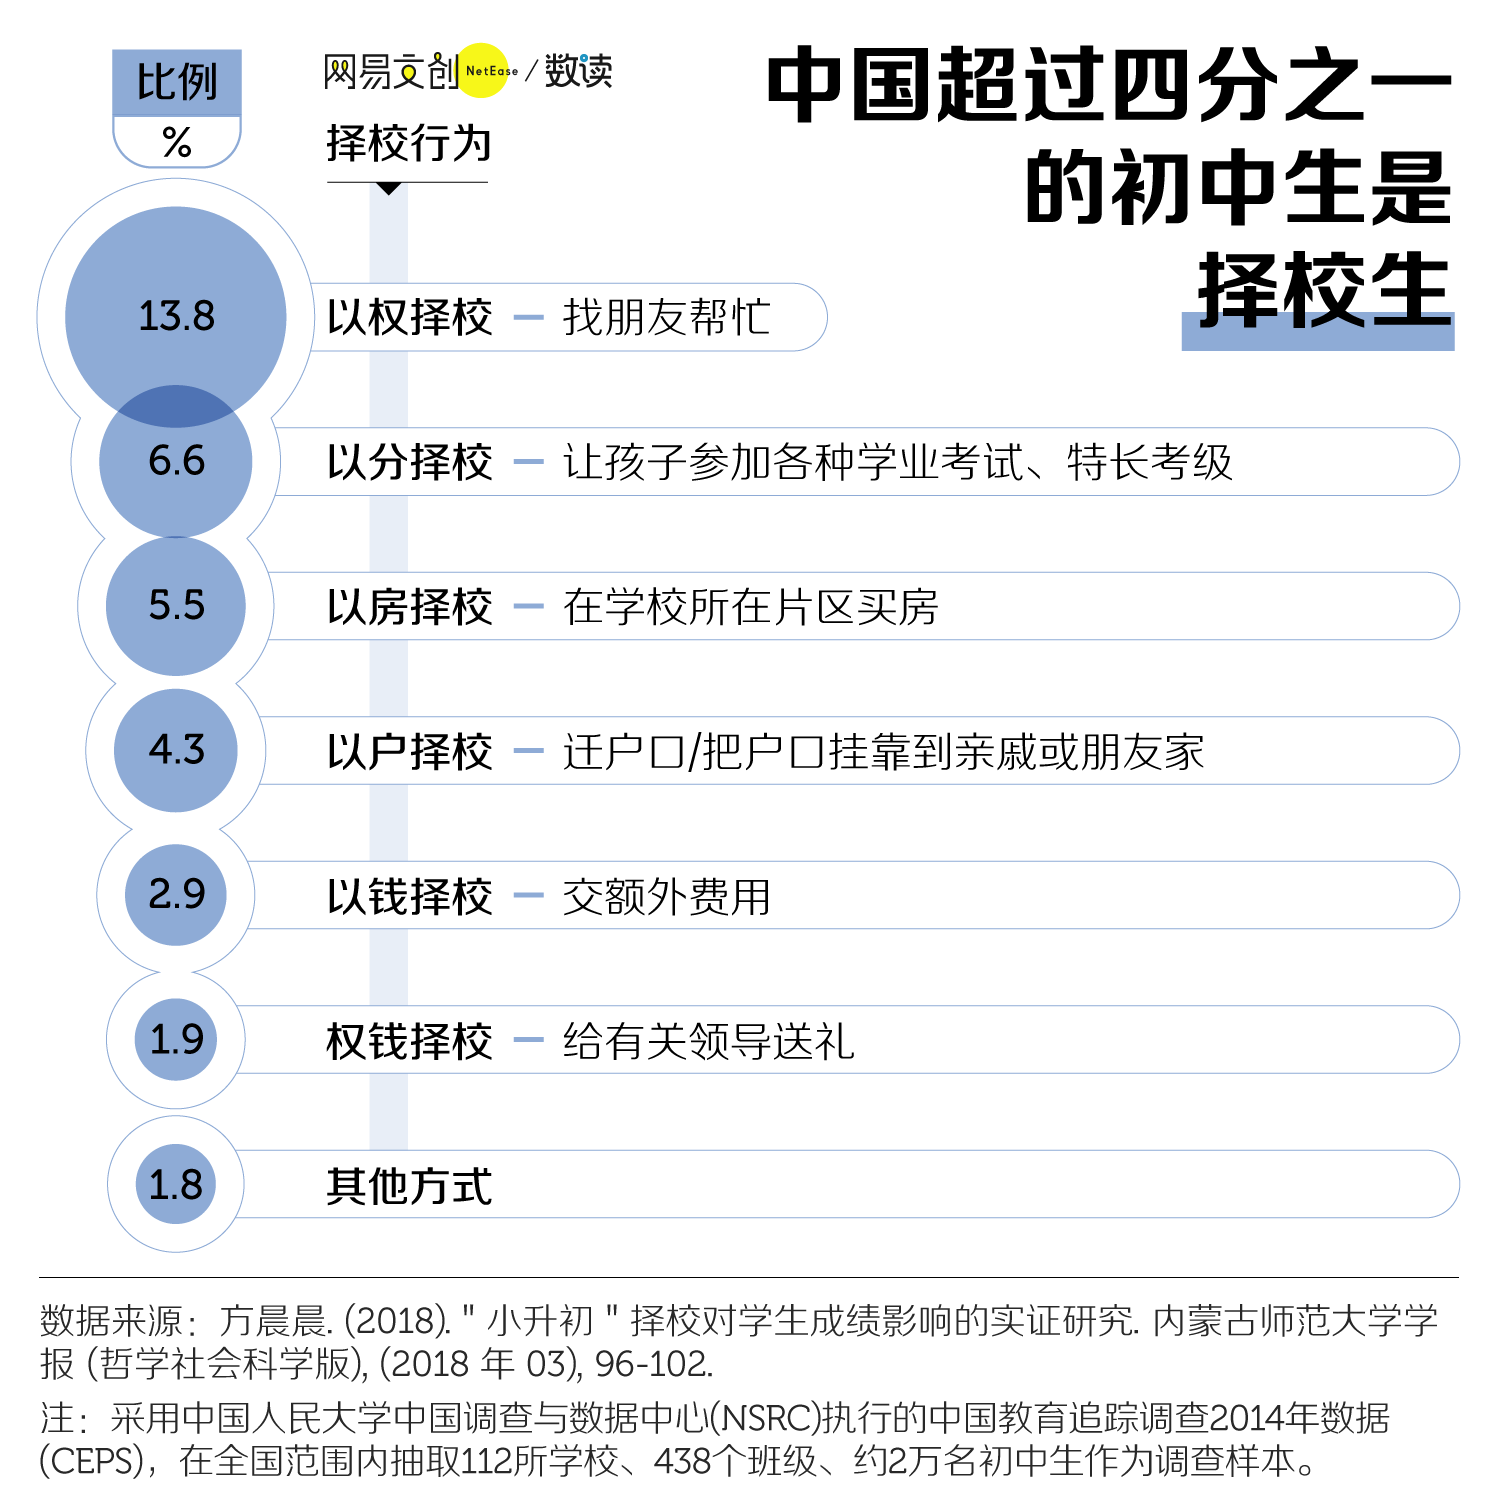 比例
%
网易文创 NetEase / 数读
择校行为
中国超过四分之一
的初中生是
择校生
13.8
以权择校 — 找朋友帮忙
6.6
以分择校 — 让孩子参加各种学业考试、特长考级
5.5
以房择校 — 在学校所在片区买房
4.3
以户择校 — 迁户口/把户口挂靠到亲戚或朋友家
2.9
以钱择校 — 交额外费用
1.9
权钱择校 — 给有关领导送礼
1.8
其他方式
数据来源：方晨晨. (2018). " 小升初 " 择校对学生成绩影响的实证研究. 内蒙古师范大学学
报 (哲学社会科学版), (2018 年 03), 96-102.
注：采用中国人民大学中国调查与数据中心(NSRC)执行的中国教育追踪调查2014年数据
(CEPS)，在全国范围内抽取112所学校、438个班级、约2万名初中生作为调查样本。